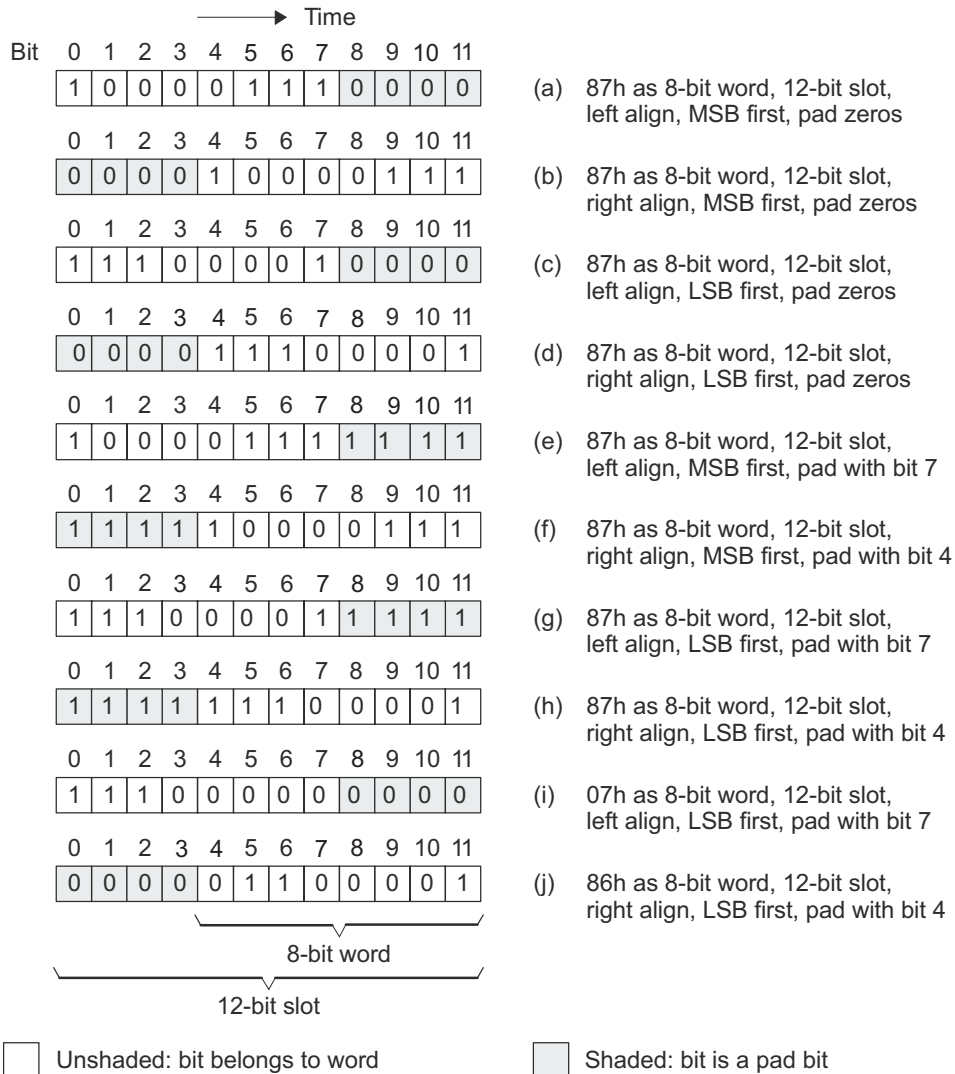 Time
Bit 0 1 2 3 4 5 6 7 8 9 10 11
1 0 0 0 0 1 1 1 0 0 0 0
(a) 87h as 8-bit word, 12-bit slot,
left align, MSB first, pad zeros
0 1 2 3 4 5 6 7 8 9 10 11
0 0 0 0 1 0 0 0 0 1 1 1
(b) 87h as 8-bit word, 12-bit slot,
right align, MSB first, pad zeros
0 1 2 3 4 5 6 7 8 9 10 11
1 1 1 0 0 0 0 1 0 0 0 0
(c) 87h as 8-bit word, 12-bit slot,
left align, LSB first, pad zeros
0 1 2 3 4 5 6 7 8 9 10 11
0 0 0 0 1 1 1 0 0 0 0 1
(d) 87h as 8-bit word, 12-bit slot,
right align, LSB first, pad zeros
0 1 2 3 4 5 6 7 8 9 10 11
1 0 0 0 0 1 1 1 1 1 1 1
(e) 87h as 8-bit word, 12-bit slot,
left align, MSB first, pad with bit 7
0 1 2 3 4 5 6 7 8 9 10 11
1 1 1 1 1 0 0 0 0 1 1 1
(f) 87h as 8-bit word, 12-bit slot,
right align, MSB first, pad with bit 4
0 1 2 3 4 5 6 7 8 9 10 11
1 1 1 0 0 0 0 1 1 1 1 1
(g) 87h as 8-bit word, 12-bit slot,
left align, LSB first, pad with bit 7
0 1 2 3 4 5 6 7 8 9 10 11
1 1 1 1 1 1 1 0 0 0 0 1
(h) 87h as 8-bit word, 12-bit slot,
right align, LSB first, pad with bit 4
0 1 2 3 4 5 6 7 8 9 10 11
1 1 1 0 0 0 0 0 0 0 0 0
(i) 07h as 8-bit word, 12-bit slot,
left align, LSB first, pad with bit 7
0 1 2 3 4 5 6 7 8 9 10 11
0 0 0 0 0 1 1 0 0 0 0 1
(j) 86h as 8-bit word, 12-bit slot,
right align, LSB first, pad with bit 4
8-bit word
12-bit slot
Unshaded: bit belongs to word
Shaded: bit is a pad bit